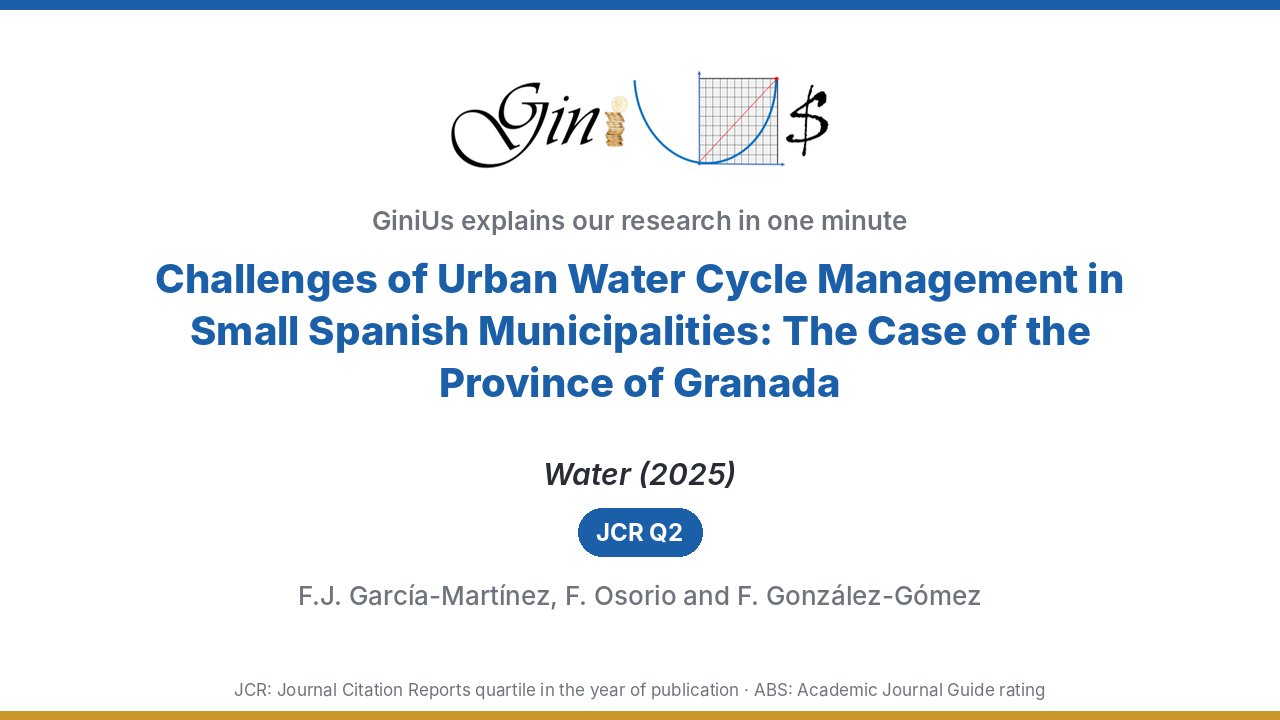 GiniU$
GiniUs explains our research in one minute
Challenges of Urban Water Cycle Management in
Small Spanish Municipalities: The Case of the
Province of Granada
Water (2025)
JCR Q2
F.J. García-Martínez, F. Osorio and F. González-Gómez
JCR: Journal Citation Reports quartile in the year of publication · ABS: Academic Journal Guide rating